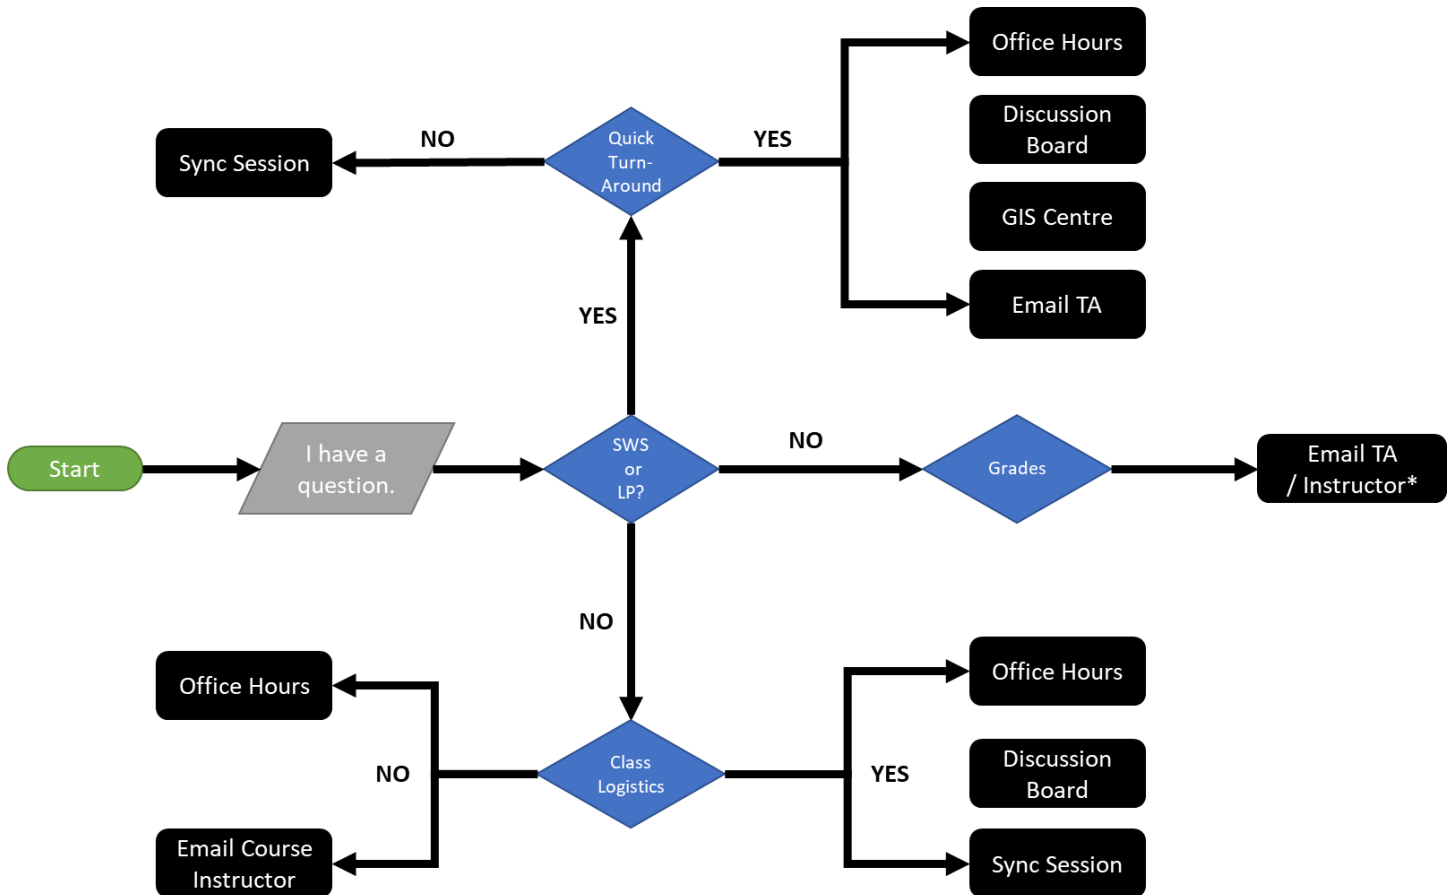 Office Hours
Quick
Turn-
Around
NO
YES
Discussion
Board
Sync Session
GIS Centre
Email TA
YES
Start
I have a
question.
SWS
or
LP?
NO
Grades
Email TA
/ Instructor*
NO
Office Hours
Office Hours
Class
Logistics
NO
YES
Discussion
Board
Email Course
Instructor
Sync Session